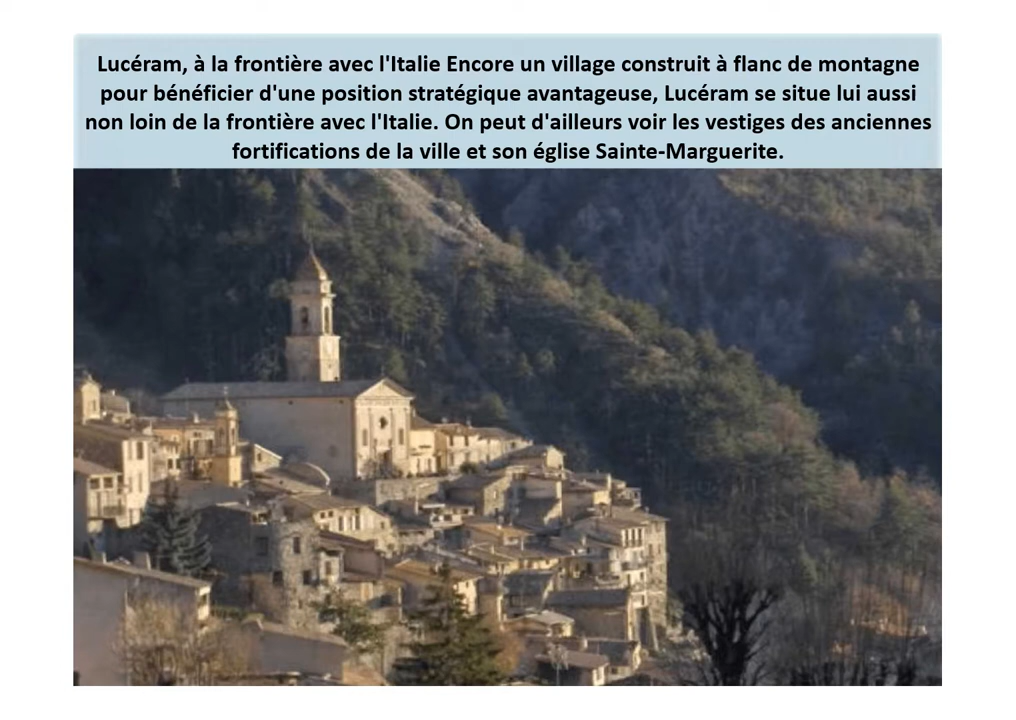 Lucéram, à la frontière avec l'Italie Encore un village construit à flanc de montagne
pour bénéficier d'une position stratégique avantageuse, Lucéram se situe lui aussi
non loin de la frontière avec l'Italie. On peut d'ailleurs voir les vestiges des anciennes
fortifications de la ville et son église Sainte-Marguerite.